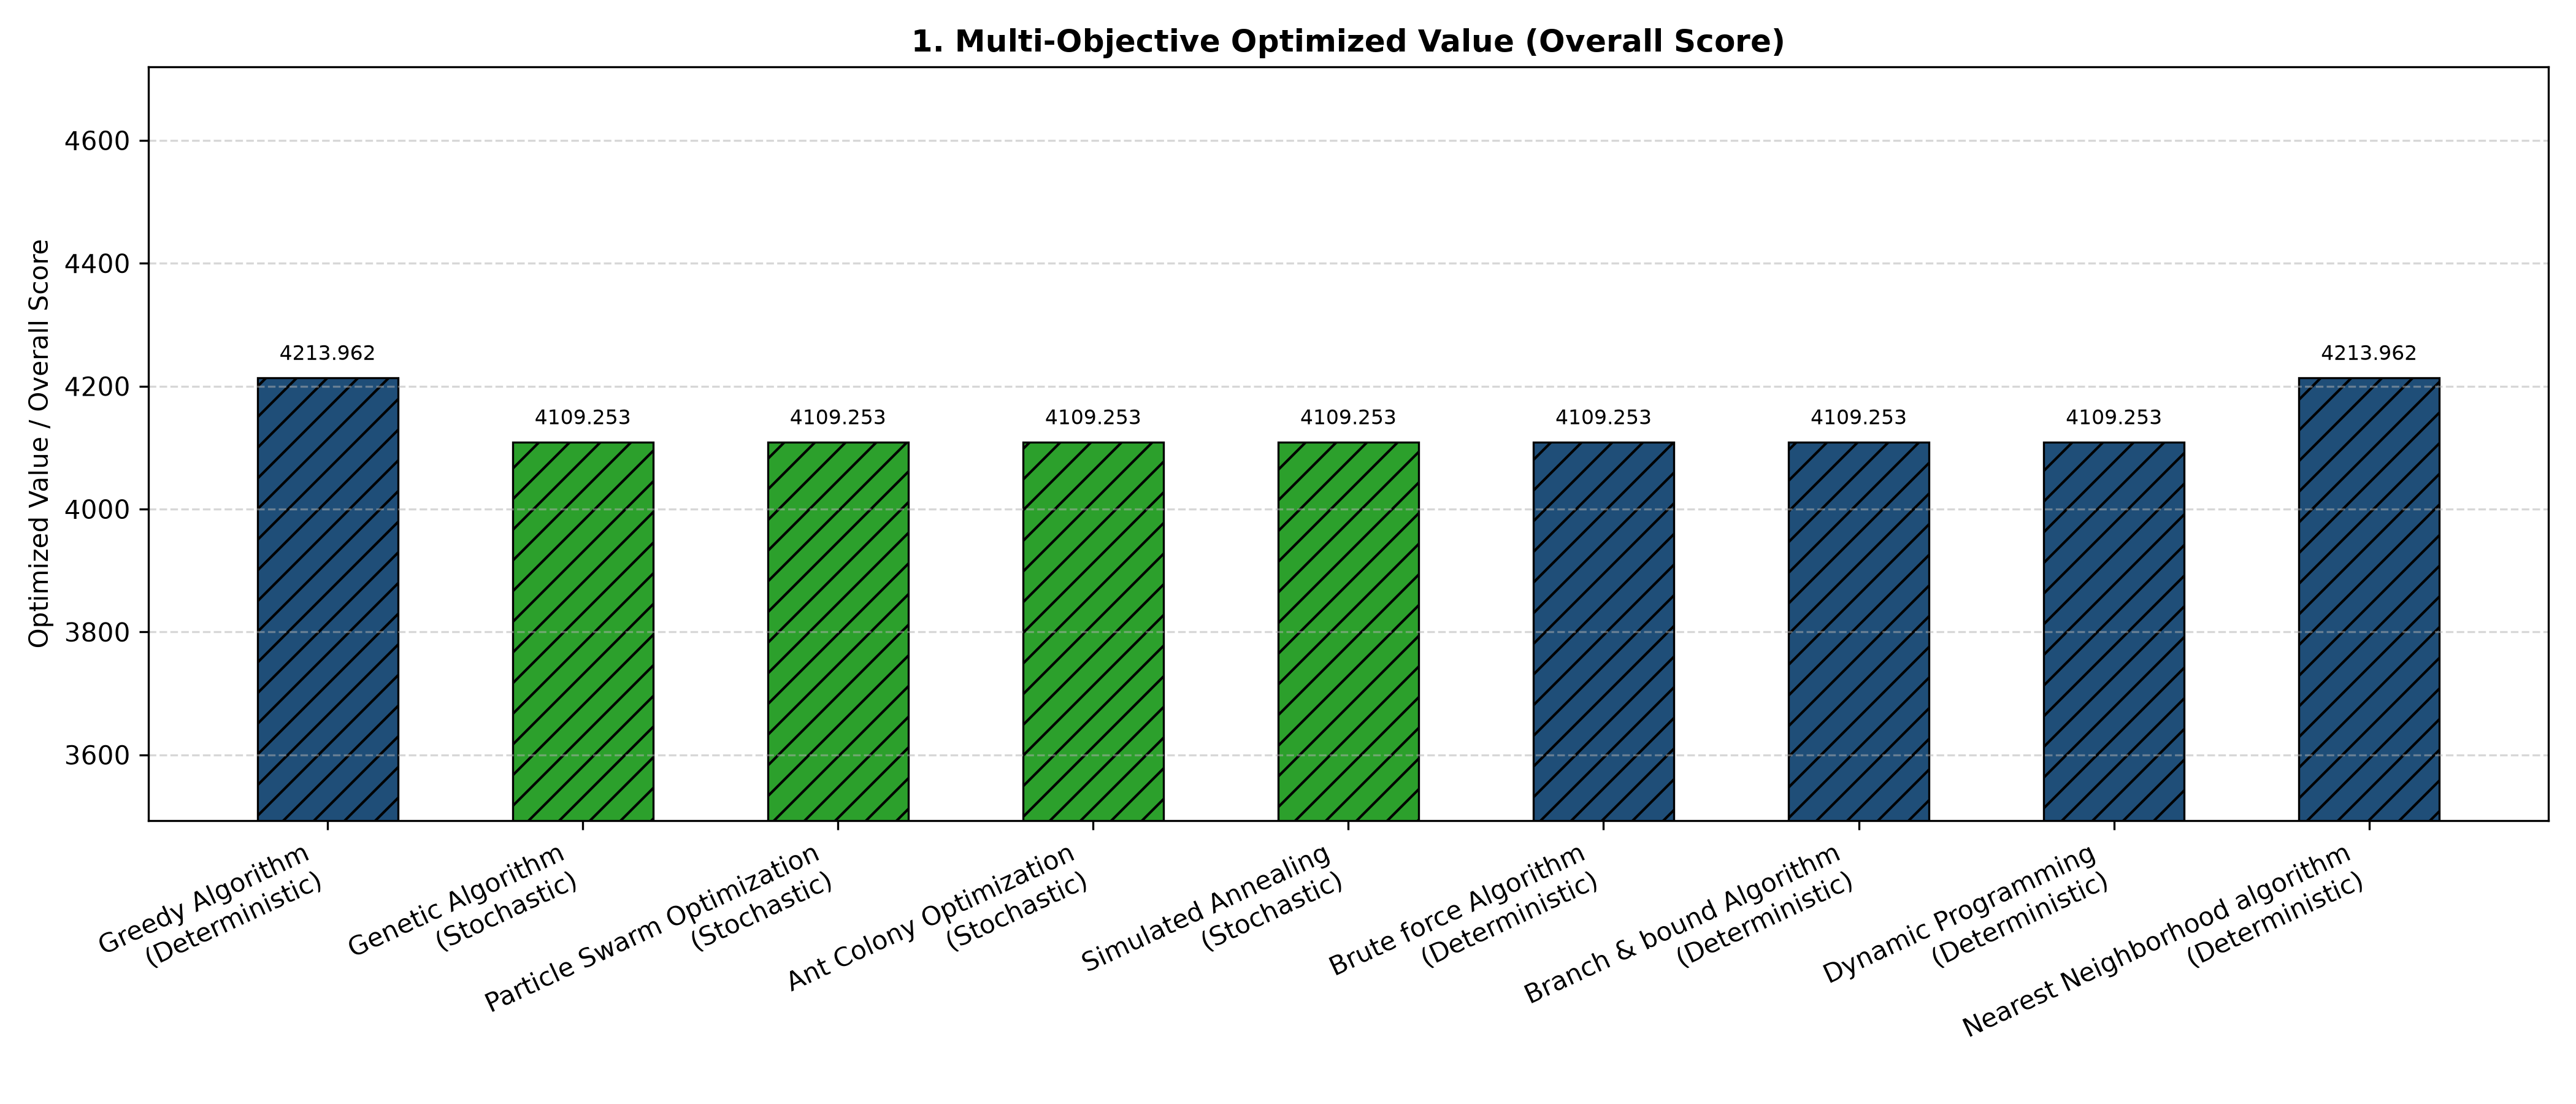 1. Multi-Objective Optimized Value (Overall Score)
Optimized Value / Overall Score
4600
4400
4200
4000
3800
3600
4213.962
4109.253
4109.253
4109.253
4109.253
4109.253
4109.253
4109.253
4213.962
Greedy Algorithm
(Deterministic)
Genetic Algorithm
(Stochastic)
Particle Swarm Optimization
(Stochastic)
Ant Colony Optimization
(Stochastic)
Simulated Annealing
(Stochastic)
Brute force Algorithm
(Deterministic)
Branch & bound Algorithm
(Deterministic)
Dynamic Programming
(Deterministic)
Nearest Neighborhood algorithm
(Deterministic)